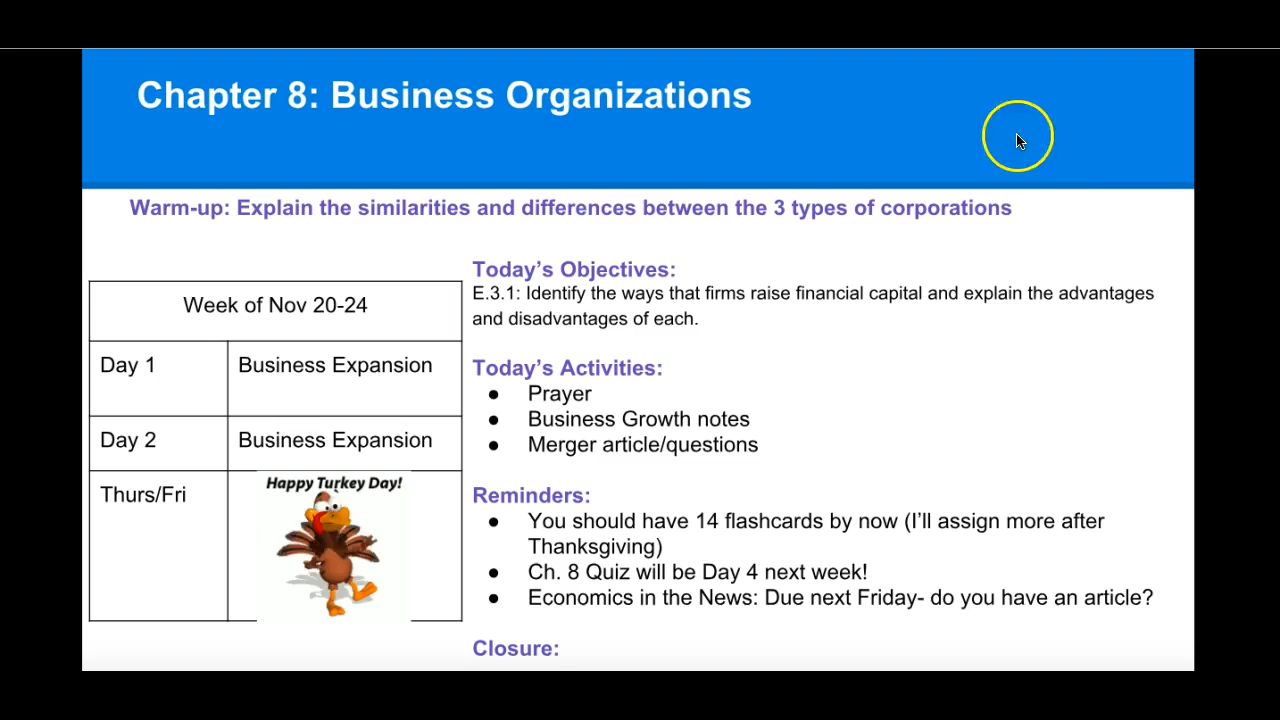 Chapter 8: Business Organizations
Warm-up: Explain the similarities and differences between the 3 types of corporations
Week of Nov 20-24
Day 1 Business Expansion
Day 2 Business Expansion
Thurs/Fri
Happy Turkey Day!
Today's Objectives:
E.3.1: Identify the ways that firms raise financial capital and explain the advantages
and disadvantages of each.
Today's Activities:
● Prayer
● Business Growth notes
● Merger article/questions
Reminders:
● You should have 14 flashcards by now (I'll assign more after
Thanksgiving)
● Ch. 8 Quiz will be Day 4 next week!
● Economics in the News: Due next Friday- do you have an article?
Closure: